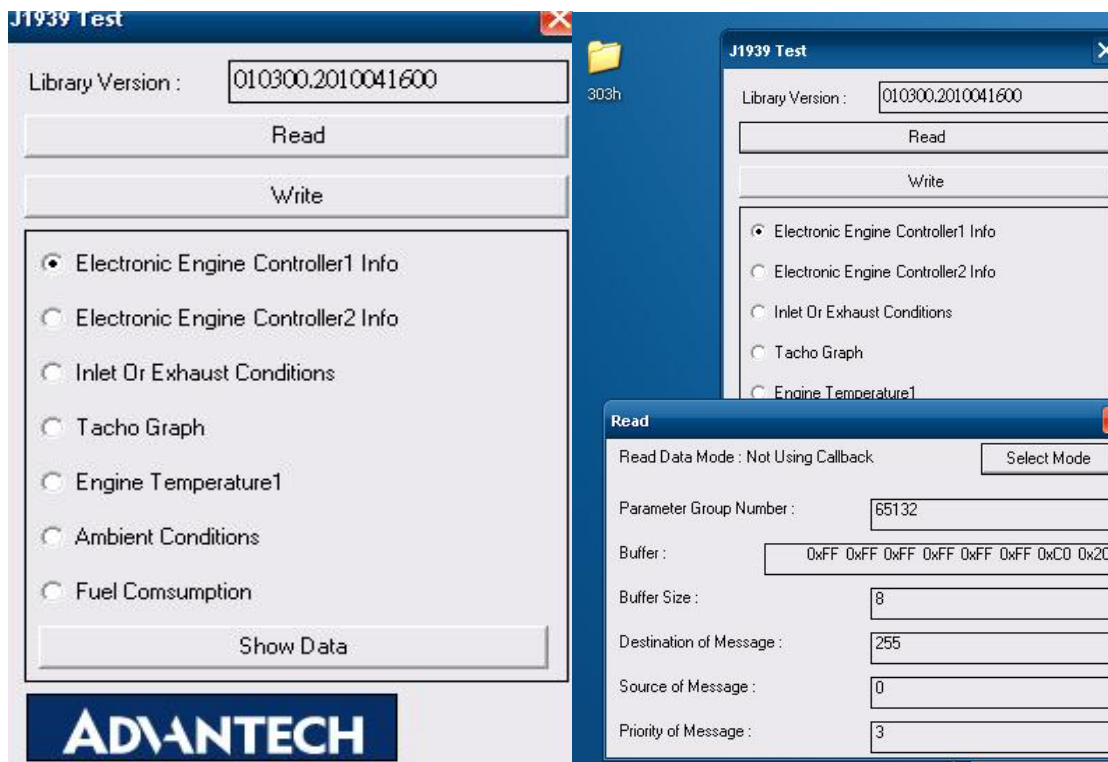 J1939 Test
Library Version : 010300.2010041600
Read
Write
Electronic Engine Controller1 Info
Electronic Engine Controller2 Info
Inlet Or Exhaust Conditions
Tacho Graph
Engine Temperature1
Ambient Conditions
Fuel Comsumption
Show Data
ADVANTECH
303h
J1939 Test
Library Version : 010300.2010041600
Read
Write
Electronic Engine Controller1 Info
Electronic Engine Controller2 Info
Inlet Or Exhaust Conditions
Tacho Graph
Engine Temperature1
Read
Read Data Mode : Not Using Callback
Select Mode
Parameter Group Number : 65132
Buffer : 0xFF 0xFF 0xFF 0xFF 0xFF 0xFF 0xC0 0x20
Buffer Size : 8
Destination of Message : 255
Source of Message : 0
Priority of Message : 3